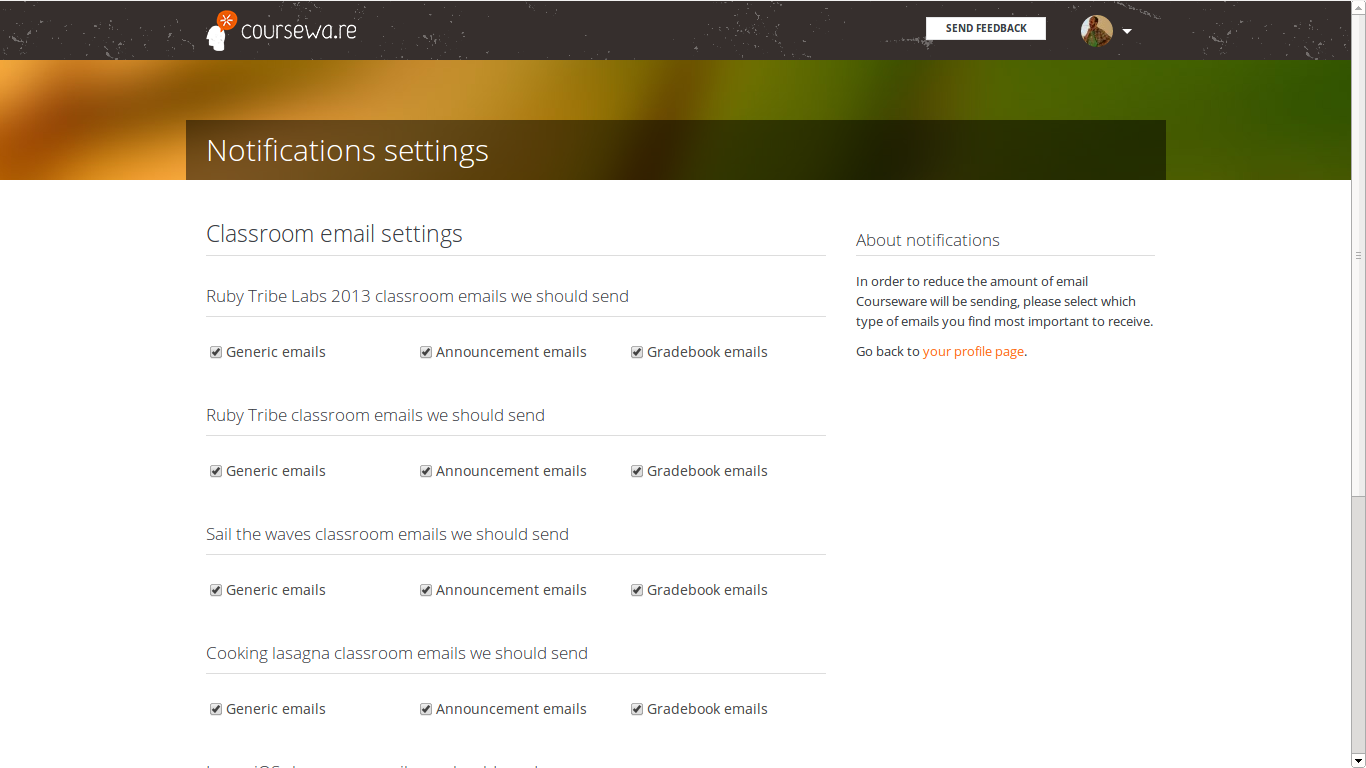 coursewa.re
SEND FEEDBACK
Notifications settings
Classroom email settings
Ruby Tribe Labs 2013 classroom emails we should send
Generic emails
Announcement emails
Gradebook emails
Ruby Tribe classroom emails we should send
Generic emails
Announcement emails
Gradebook emails
Sail the waves classroom emails we should send
Generic emails
Announcement emails
Gradebook emails
Cooking lasagna classroom emails we should send
Generic emails
Announcement emails
Gradebook emails
About notifications
In order to reduce the amount of email
Courseware will be sending, please select which
type of emails you find most important to receive.
Go back to your profile page.